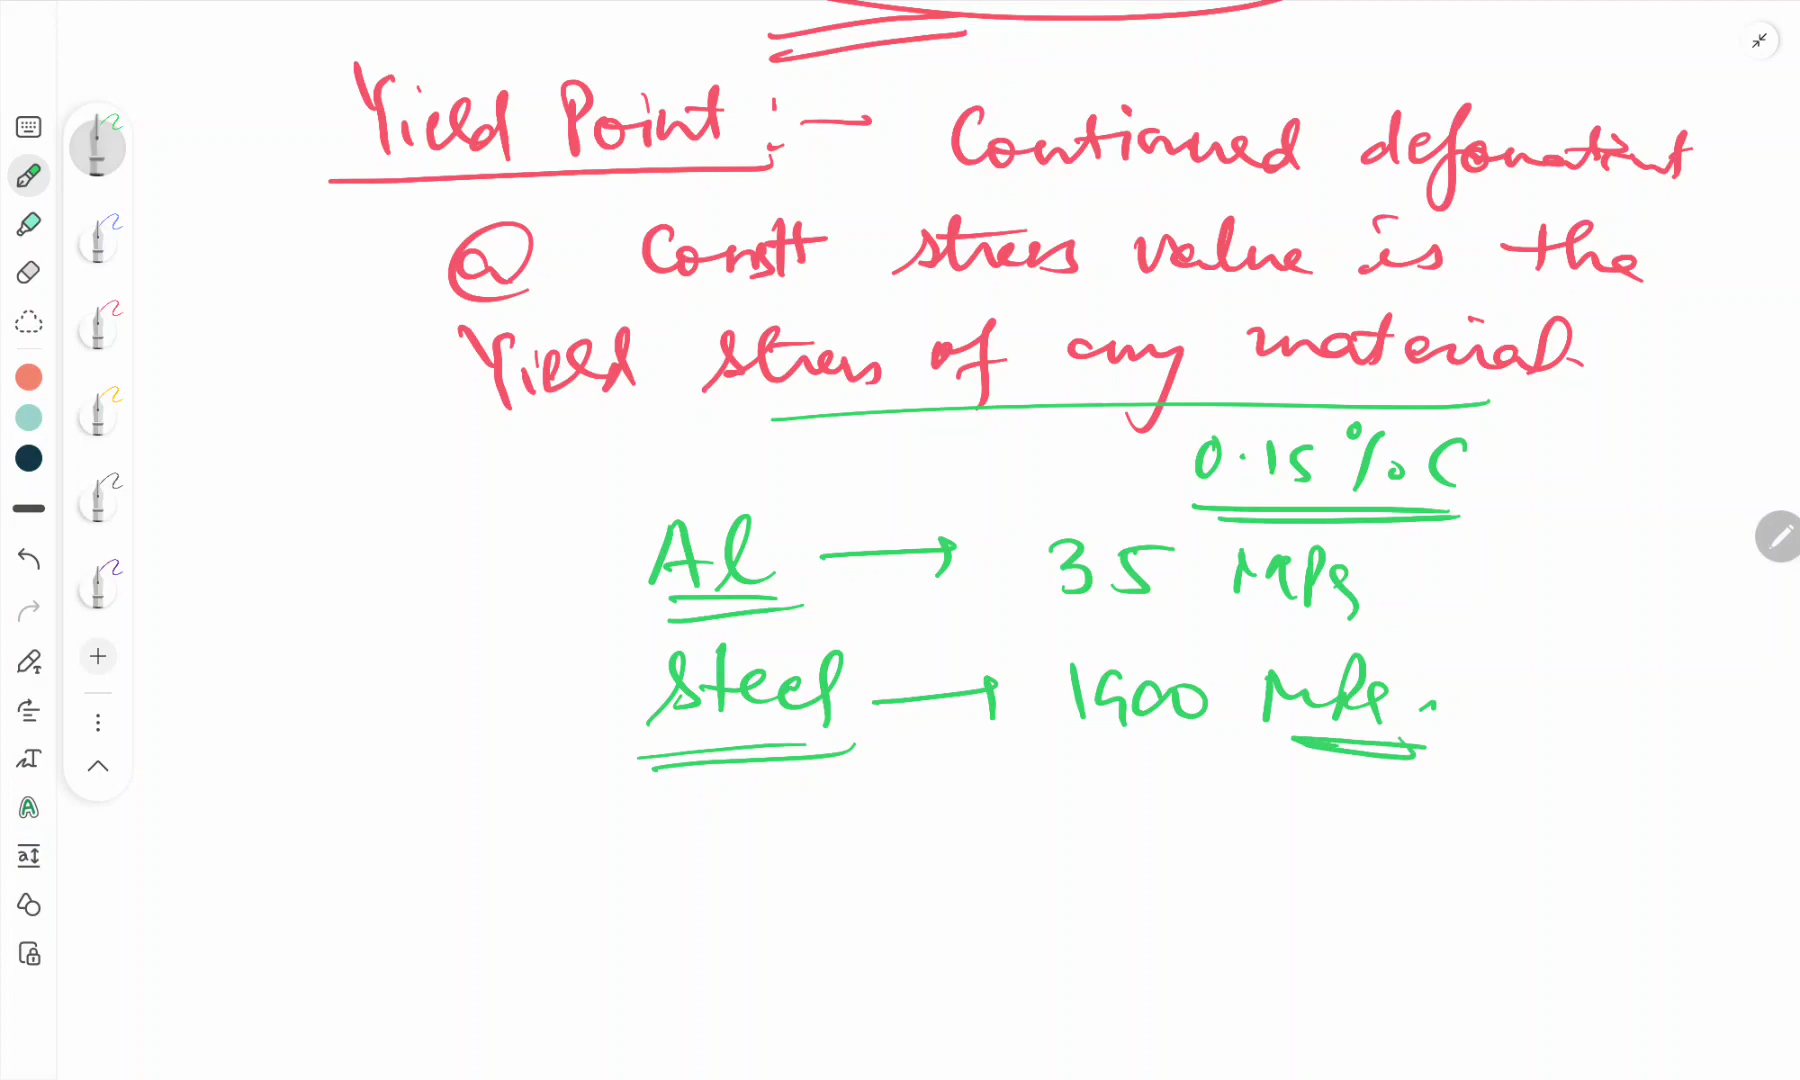 Yield Point :- Continued deformation
@ Constt stress value is the
Yield stress of any material.
0.15 % C
Al → 35 MPa
Steel → 1400 MPa.